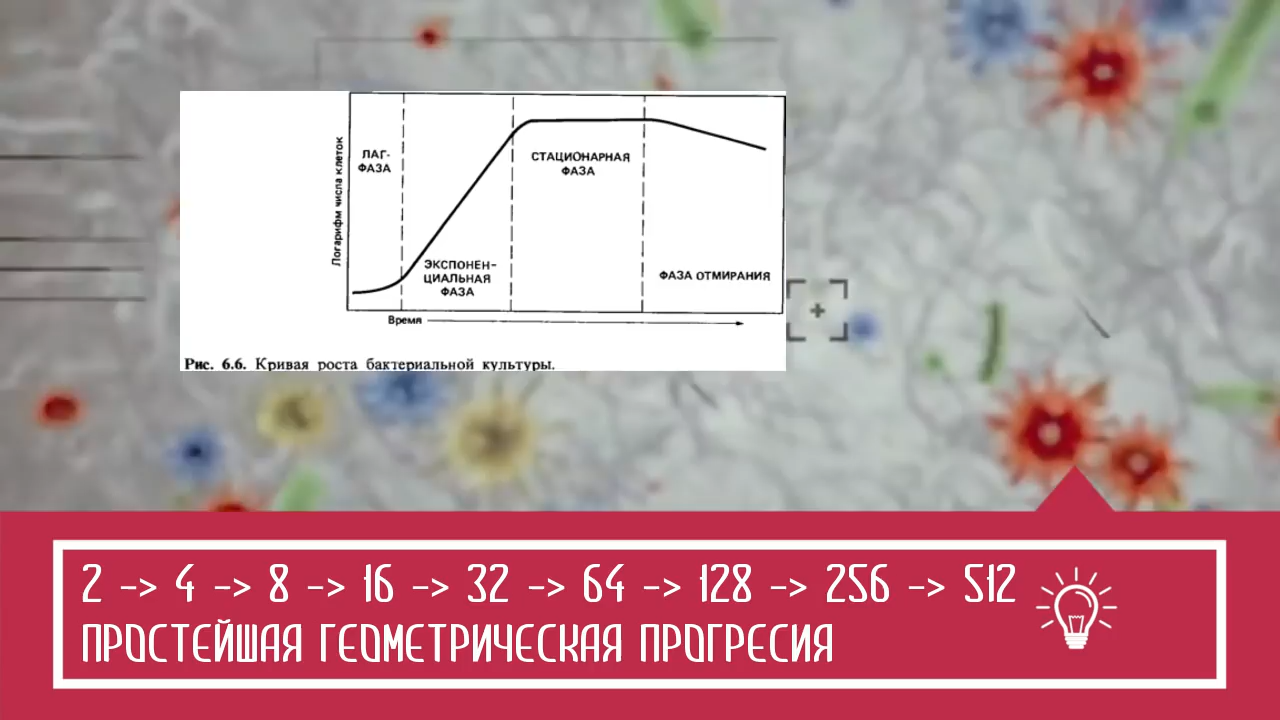 ЛАГ-
ФАЗА
СТАЦИОНАРНАЯ
ФАЗА
Логарифм числа клеток
ЭКСПОНЕН-
ЦИАЛЬНАЯ
ФАЗА
ФАЗА ОТМИРАНИЯ
Время
Рис. 6.6. Кривая роста бактериальной культуры.
2 -> 4 -> 8 -> 16 -> 32 -> 64 -> 128 -> 256 -> 512
ПРОСТЕЙШАЯ ГЕОМЕТРИЧЕСКАЯ ПРОГРЕСИЯ